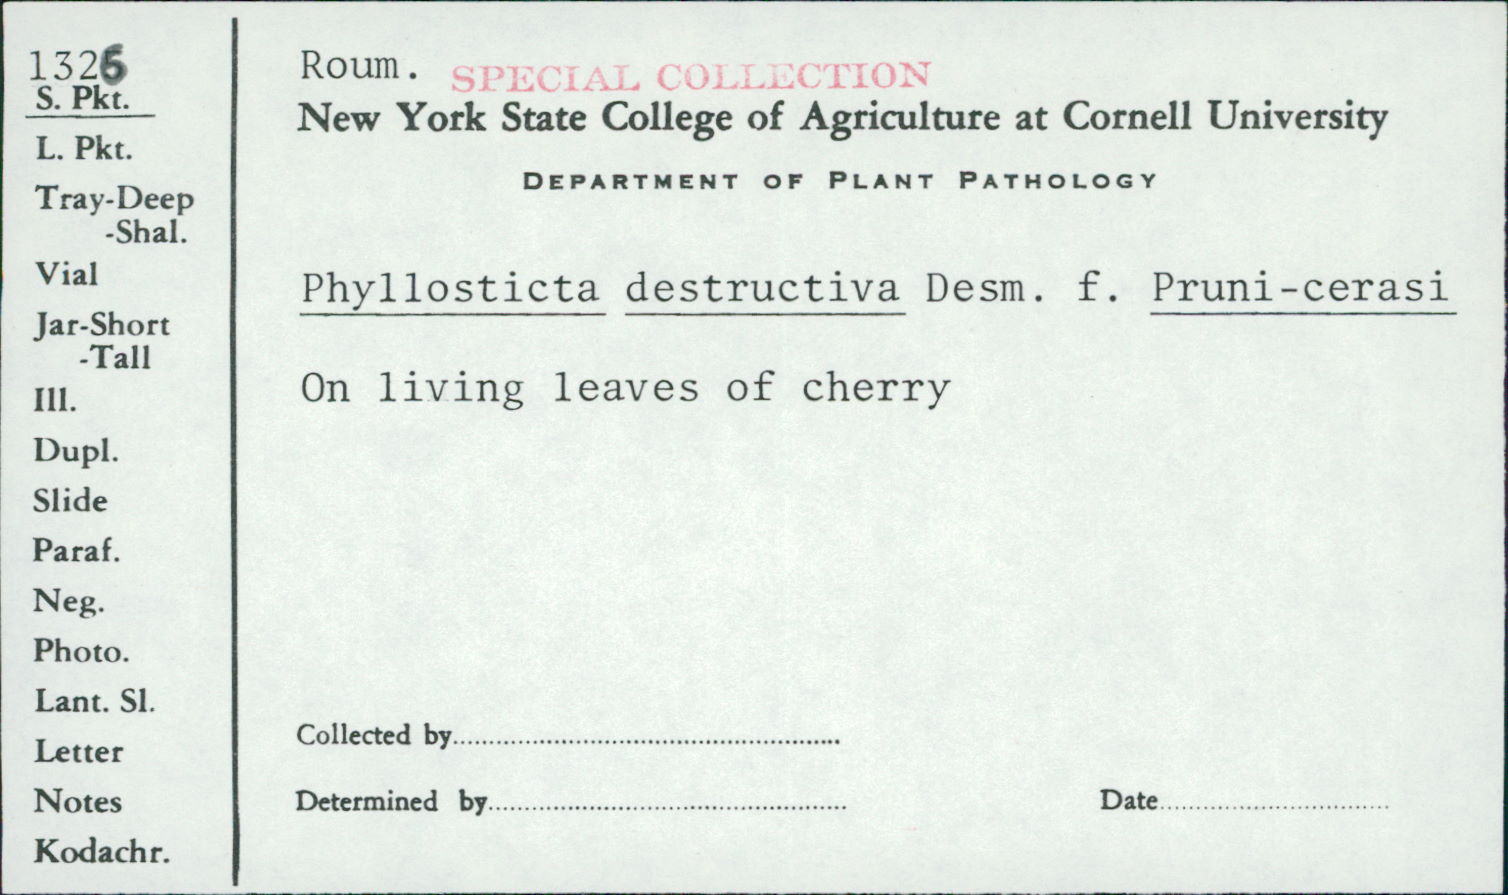 1325
S. Pkt.
L. Pkt.
Tray-Deep
-Shal.
Vial
Jar-Short
-Tall
Ill.
Dupl.
Slide
Paraf.
Neg.
Photo.
Lant. Sl.
Letter
Notes
Kodachr.
Roum. SPECIAL COLLECTION
New York State College of Agriculture at Cornell University
DEPARTMENT OF PLANT PATHOLOGY
Phyllosticta destructiva Desm. f. Pruni-cerasi
On living leaves of cherry
Collected by
Determined by
Date